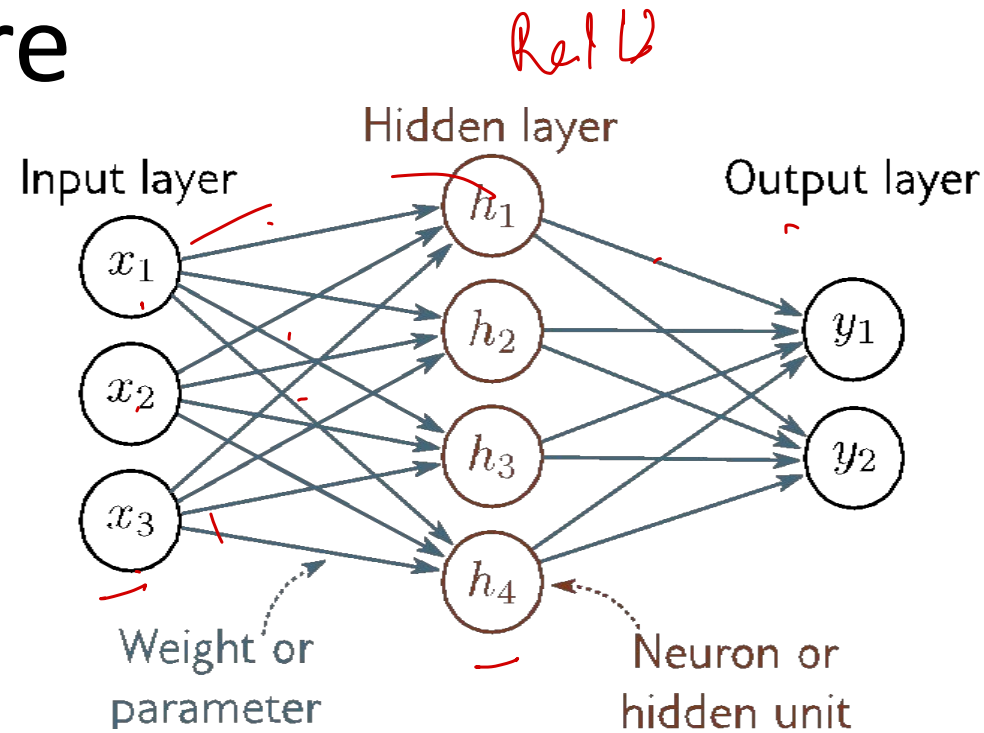 re
ReLU
Hidden layer
Input layer
Output layer
x₁
h₁
x₂
h₂
y₁
x₃
h₃
y₂
h₄
Weight or
parameter
Neuron or
hidden unit